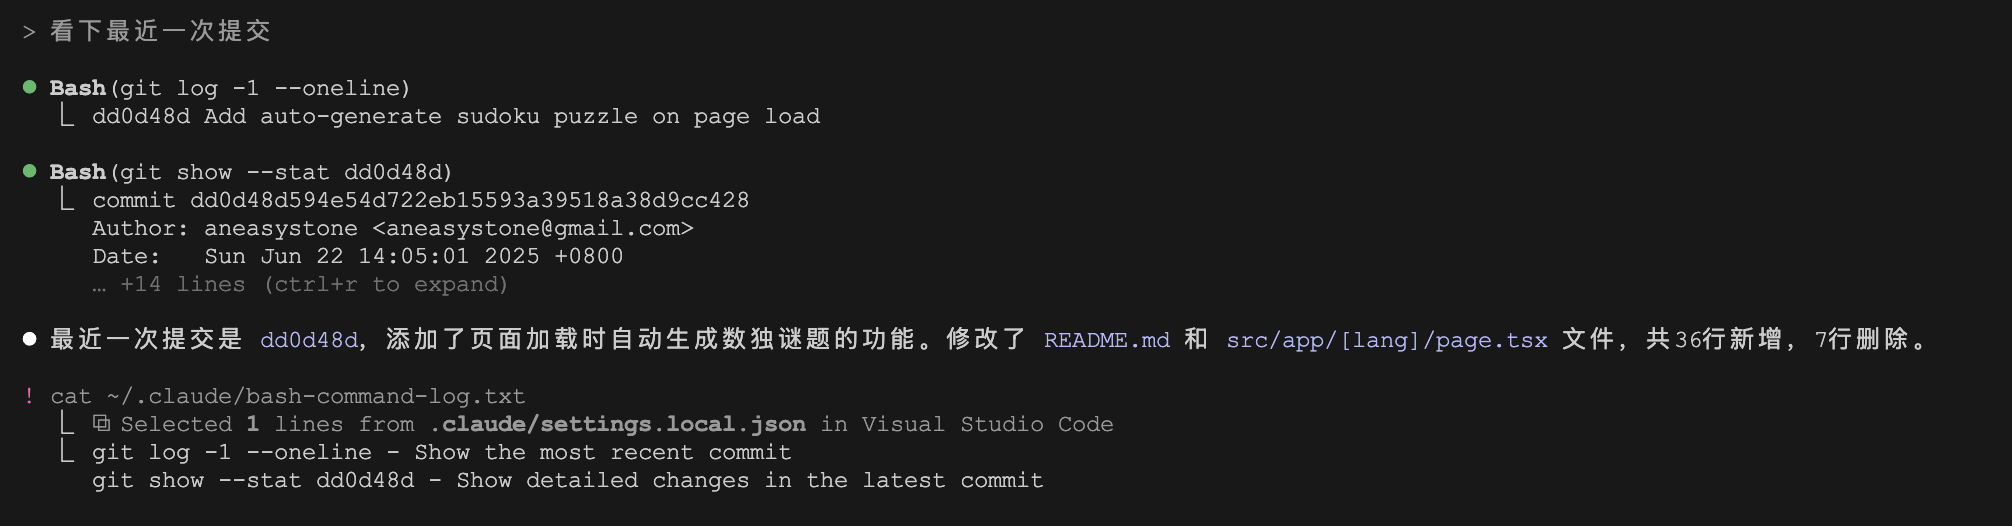 > 看下最近一次提交
● Bash(git log -1 --oneline)
⎿ dd0d48d Add auto-generate sudoku puzzle on page load
● Bash(git show --stat dd0d48d)
⎿ commit dd0d48d594e54d722eb15593a39518a38d9cc428
Author: aneasystone <aneasystone@gmail.com>
Date:   Sun Jun 22 14:05:01 2025 +0800
… +14 lines (ctrl+r to expand)
● 最近一次提交是 dd0d48d，添加了页面加载时自动生成数独谜题的功能。修改了 README.md 和 src/app/[lang]/page.tsx 文件，共36行新增，7行删除。
! cat ~/.claude/bash-command-log.txt
⎿ ⧉ Selected 1 lines from .claude/settings.local.json in Visual Studio Code
⎿ git log -1 --oneline - Show the most recent commit
git show --stat dd0d48d - Show detailed changes in the latest commit